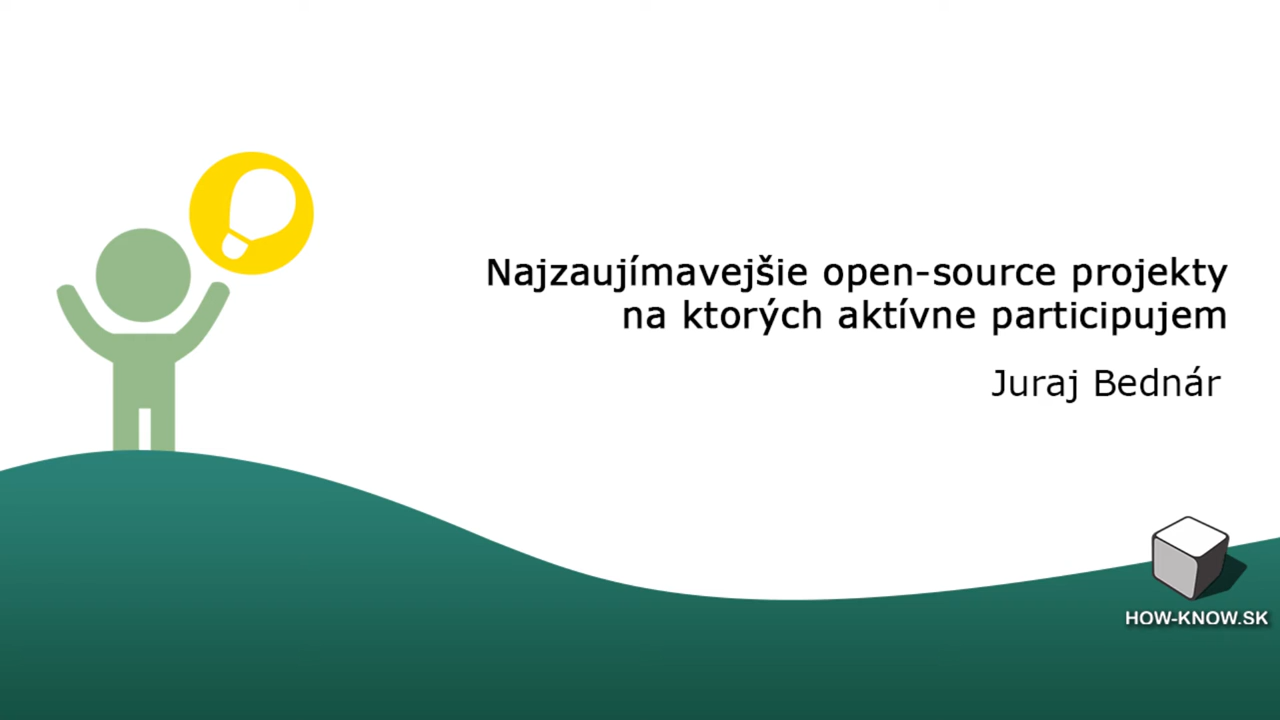 Najzaujímavejšie open-source projekty
na ktorých aktívne participujem
Juraj Bednár
HOW-KNOW.SK